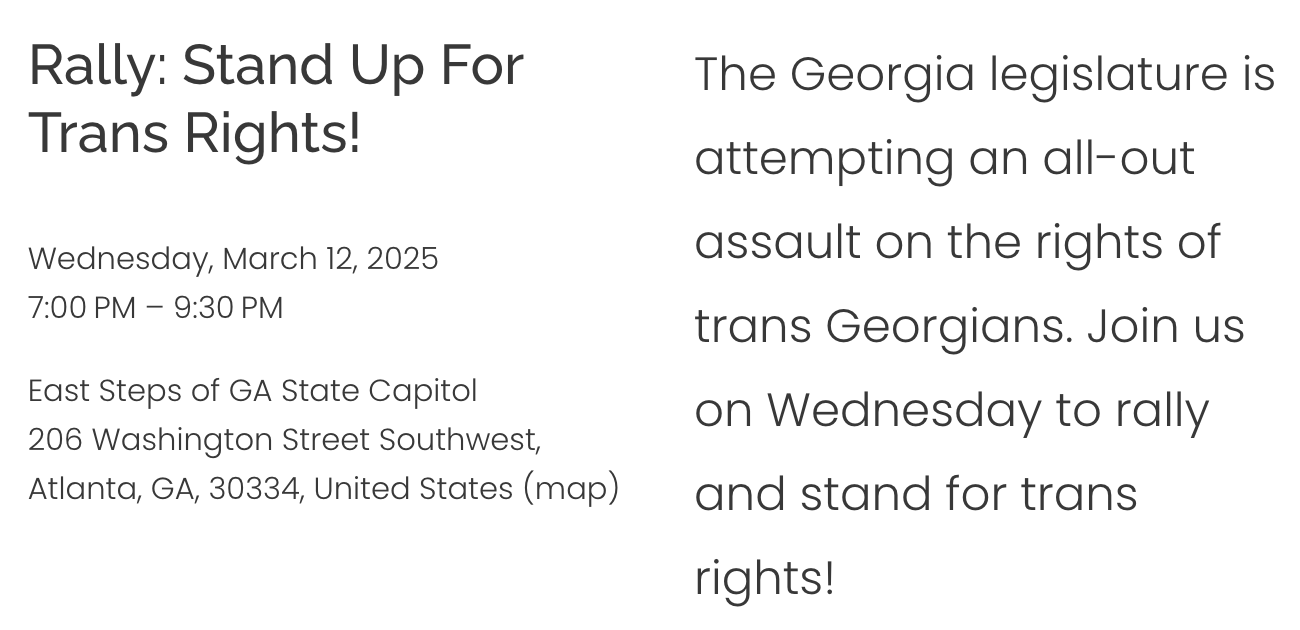 Rally: Stand Up For
Trans Rights!
Wednesday, March 12, 2025
7:00 PM – 9:30 PM
East Steps of GA State Capitol
206 Washington Street Southwest,
Atlanta, GA, 30334, United States (map)
The Georgia legislature is
attempting an all-out
assault on the rights of
trans Georgians. Join us
on Wednesday to rally
and stand for trans
rights!